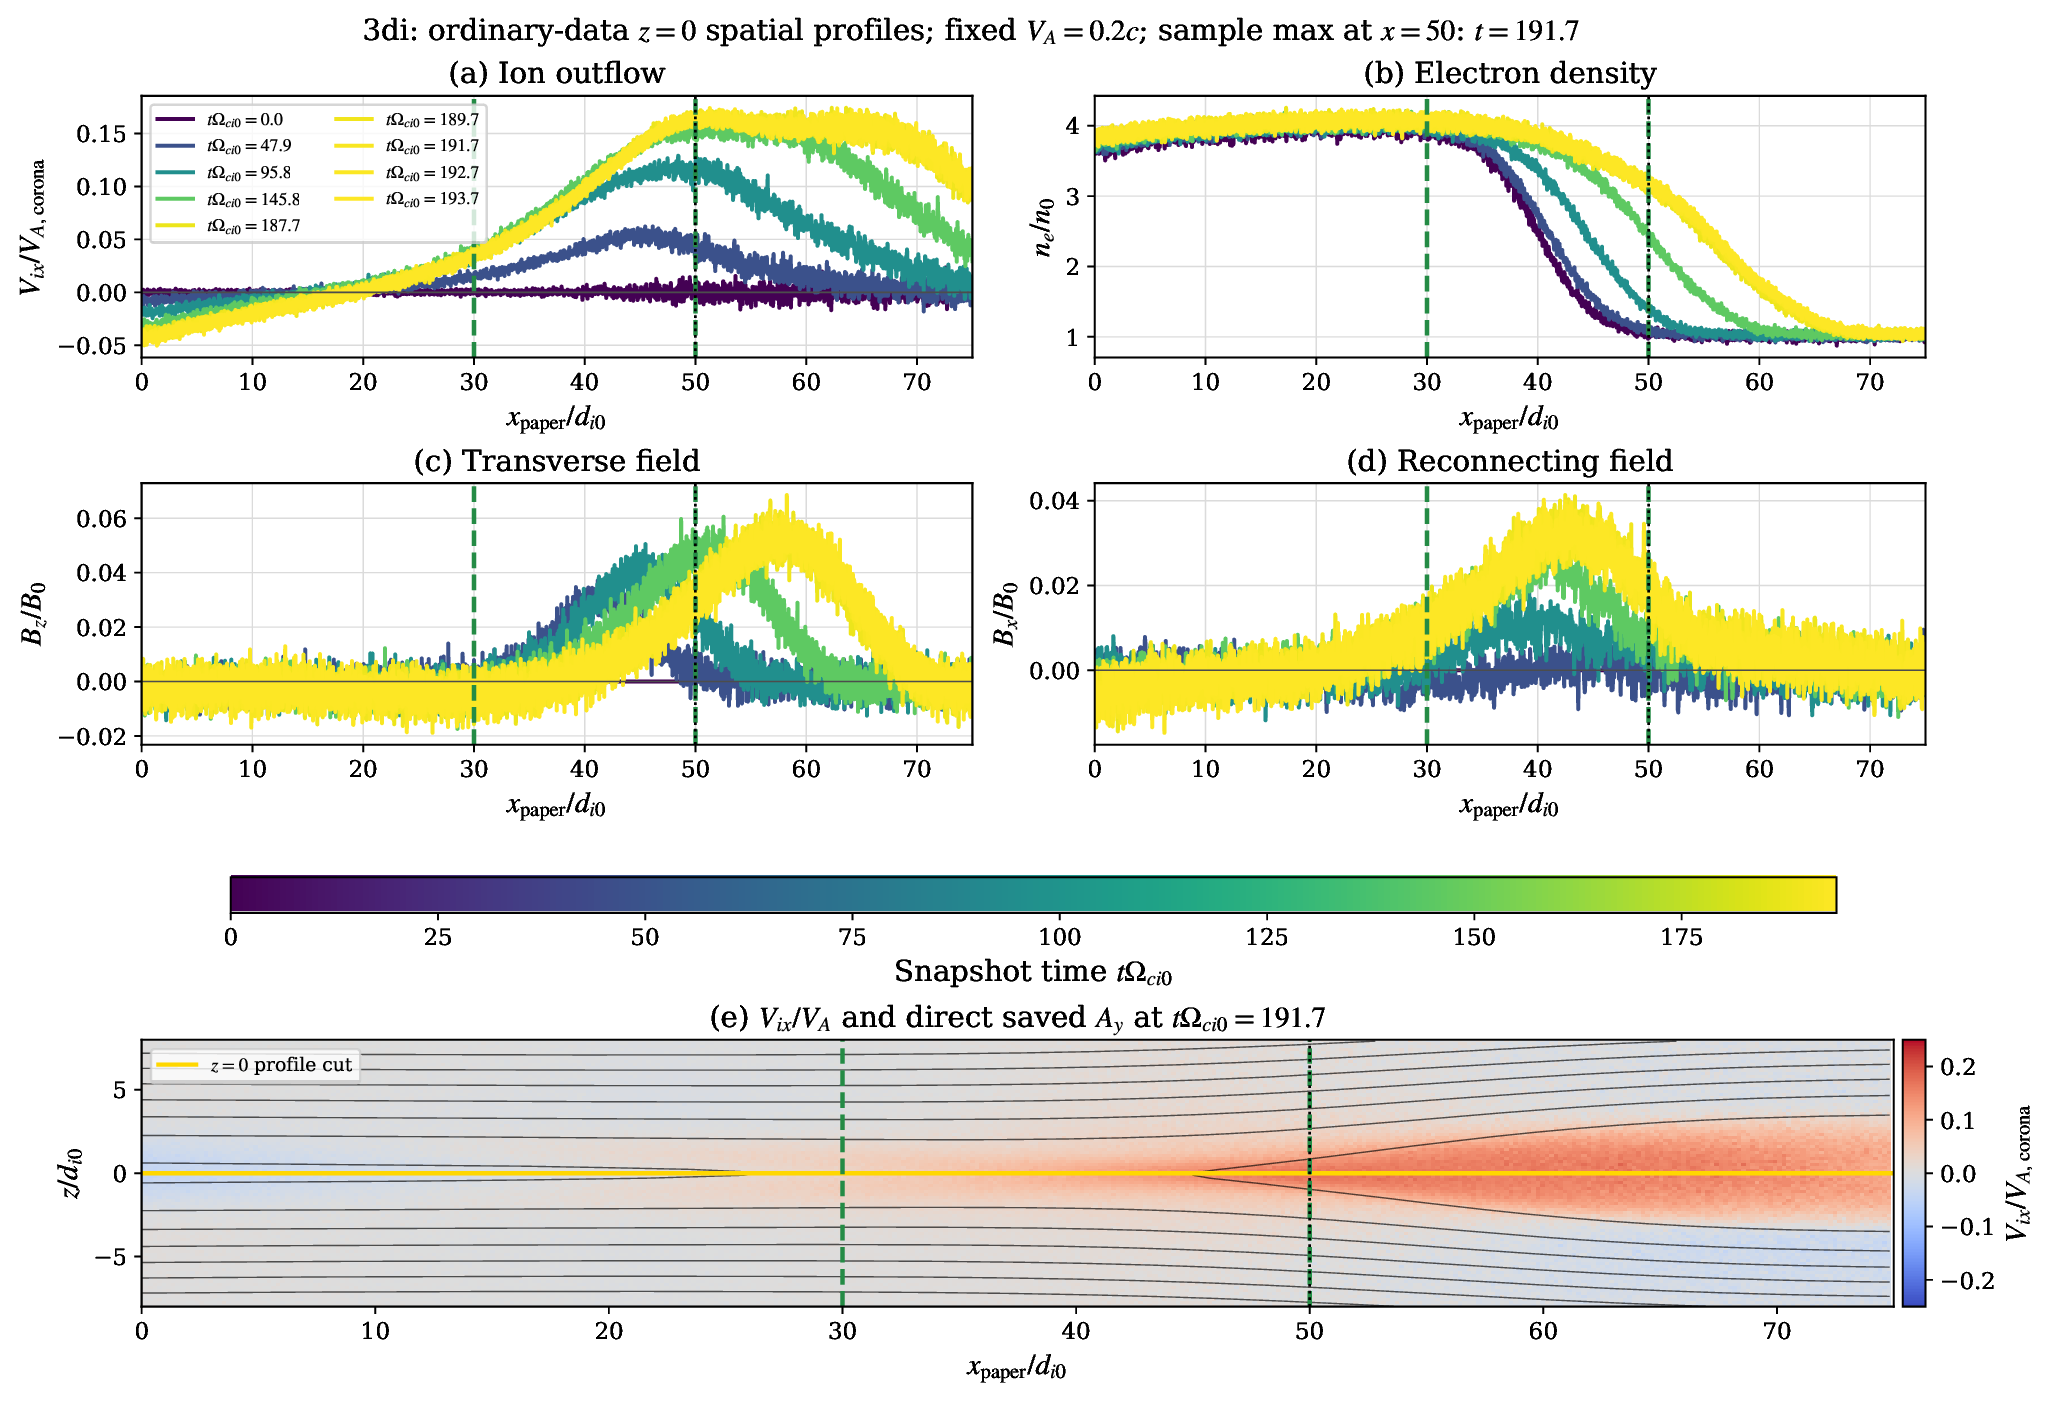 3di: ordinary-data z = 0 spatial profiles; fixed V_A = 0.2c; sample max at x = 50: t = 191.7
(a) Ion outflow
tΩ_ci0 = 0.0
tΩ_ci0 = 47.9
tΩ_ci0 = 95.8
tΩ_ci0 = 145.8
tΩ_ci0 = 187.7
tΩ_ci0 = 189.7
tΩ_ci0 = 191.7
tΩ_ci0 = 192.7
tΩ_ci0 = 193.7
V_ix/V_A, corona
0.15
0.10
0.05
0.00
−0.05
0 10 20 30 40 50 60 70
x_paper/d_i0
(b) Electron density
n_e/n_0
4
3
2
1
0 10 20 30 40 50 60 70
x_paper/d_i0
(c) Transverse field
B_z/B_0
0.06
0.04
0.02
0.00
−0.02
0 10 20 30 40 50 60 70
x_paper/d_i0
(d) Reconnecting field
B_x/B_0
0.04
0.02
0.00
0 10 20 30 40 50 60 70
x_paper/d_i0
0 25 50 75 100 125 150 175
Snapshot time tΩ_ci0
(e) V_ix/V_A and direct saved A_y at tΩ_ci0 = 191.7
z = 0 profile cut
z/d_i0
5
0
−5
0 10 20 30 40 50 60 70
x_paper/d_i0
0.2
0.1
0.0
−0.1
−0.2
V_ix/V_A, corona